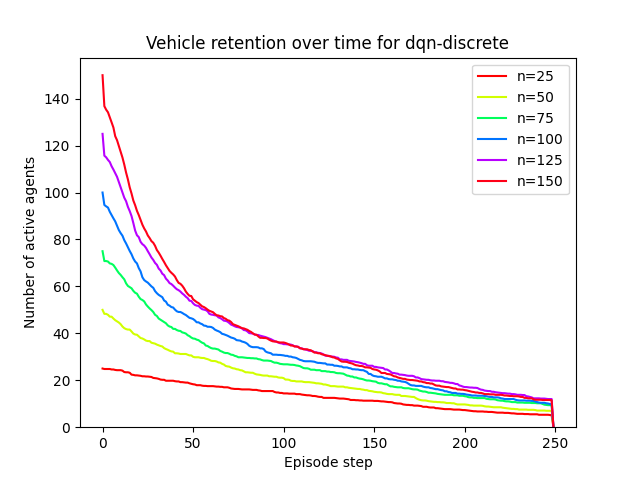 Vehicle retention over time for dqn-discrete
n=25
n=50
n=75
n=100
n=125
n=150
Number of active agents
140
120
100
80
60
40
20
0
0 50 100 150 200 250
Episode step